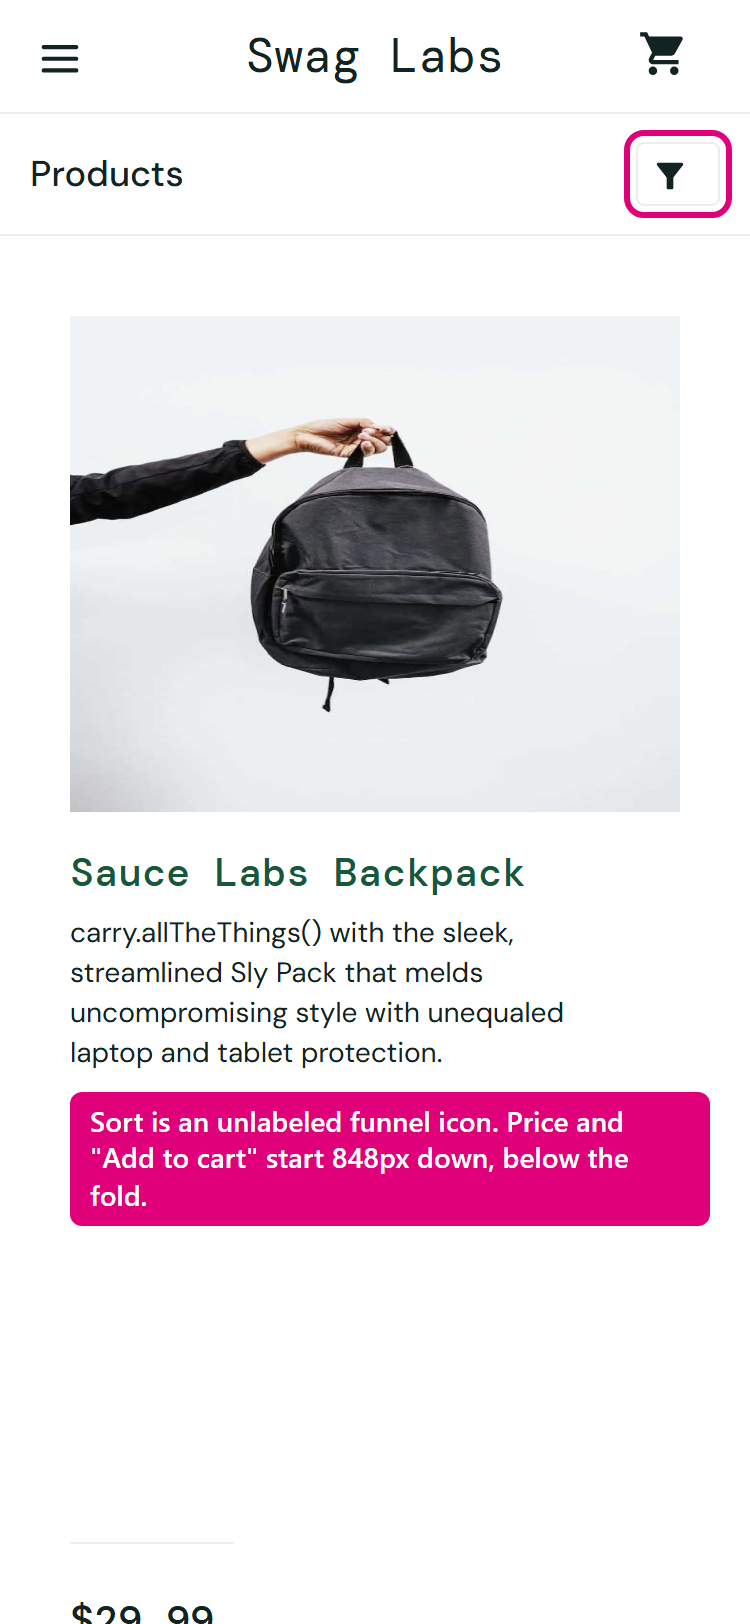 Swag Labs
Products
Sauce Labs Backpack
carry.allTheThings() with the sleek,
streamlined Sly Pack that melds
uncompromising style with unequaled
laptop and tablet protection.
Sort is an unlabeled funnel icon. Price and
"Add to cart" start 848px down, below the
fold.
$29.99